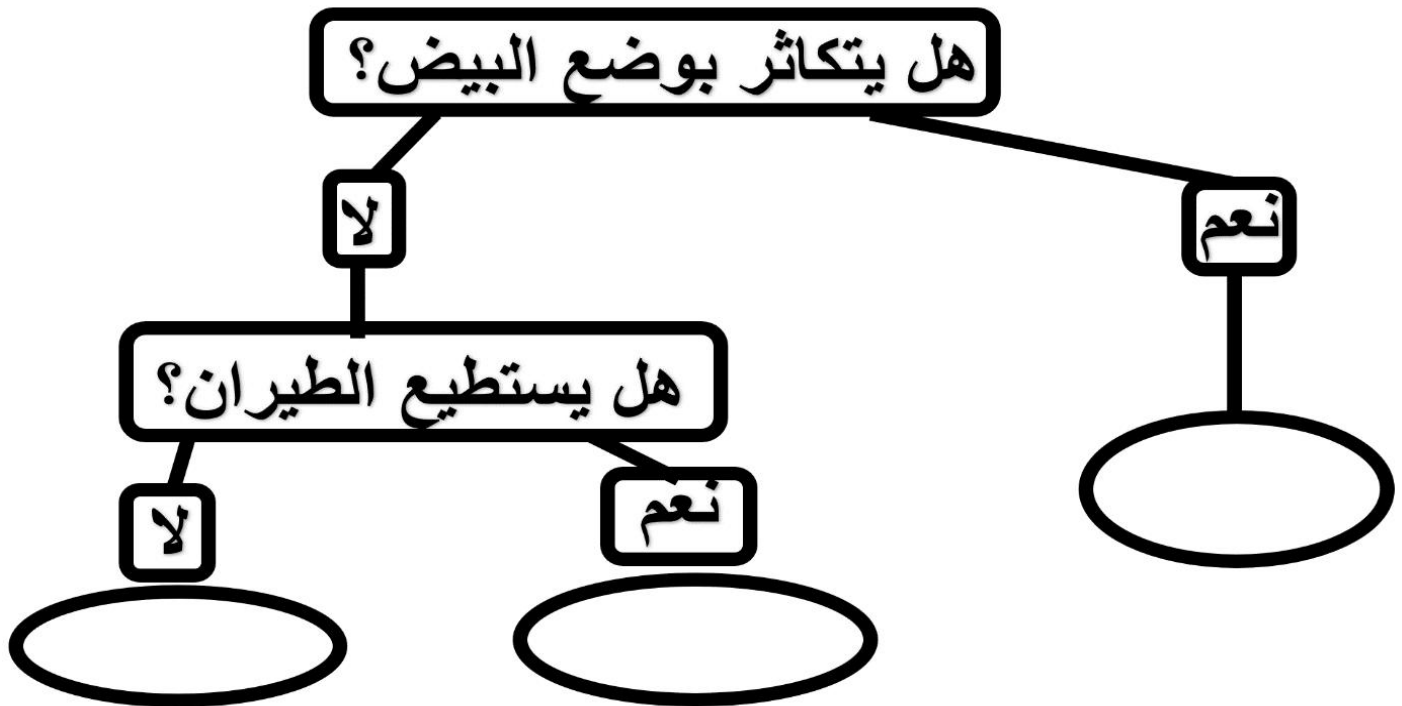 هل يتكاثر بوضع البيض؟
نعم
لا
هل يستطيع الطيران؟
نعم
لا